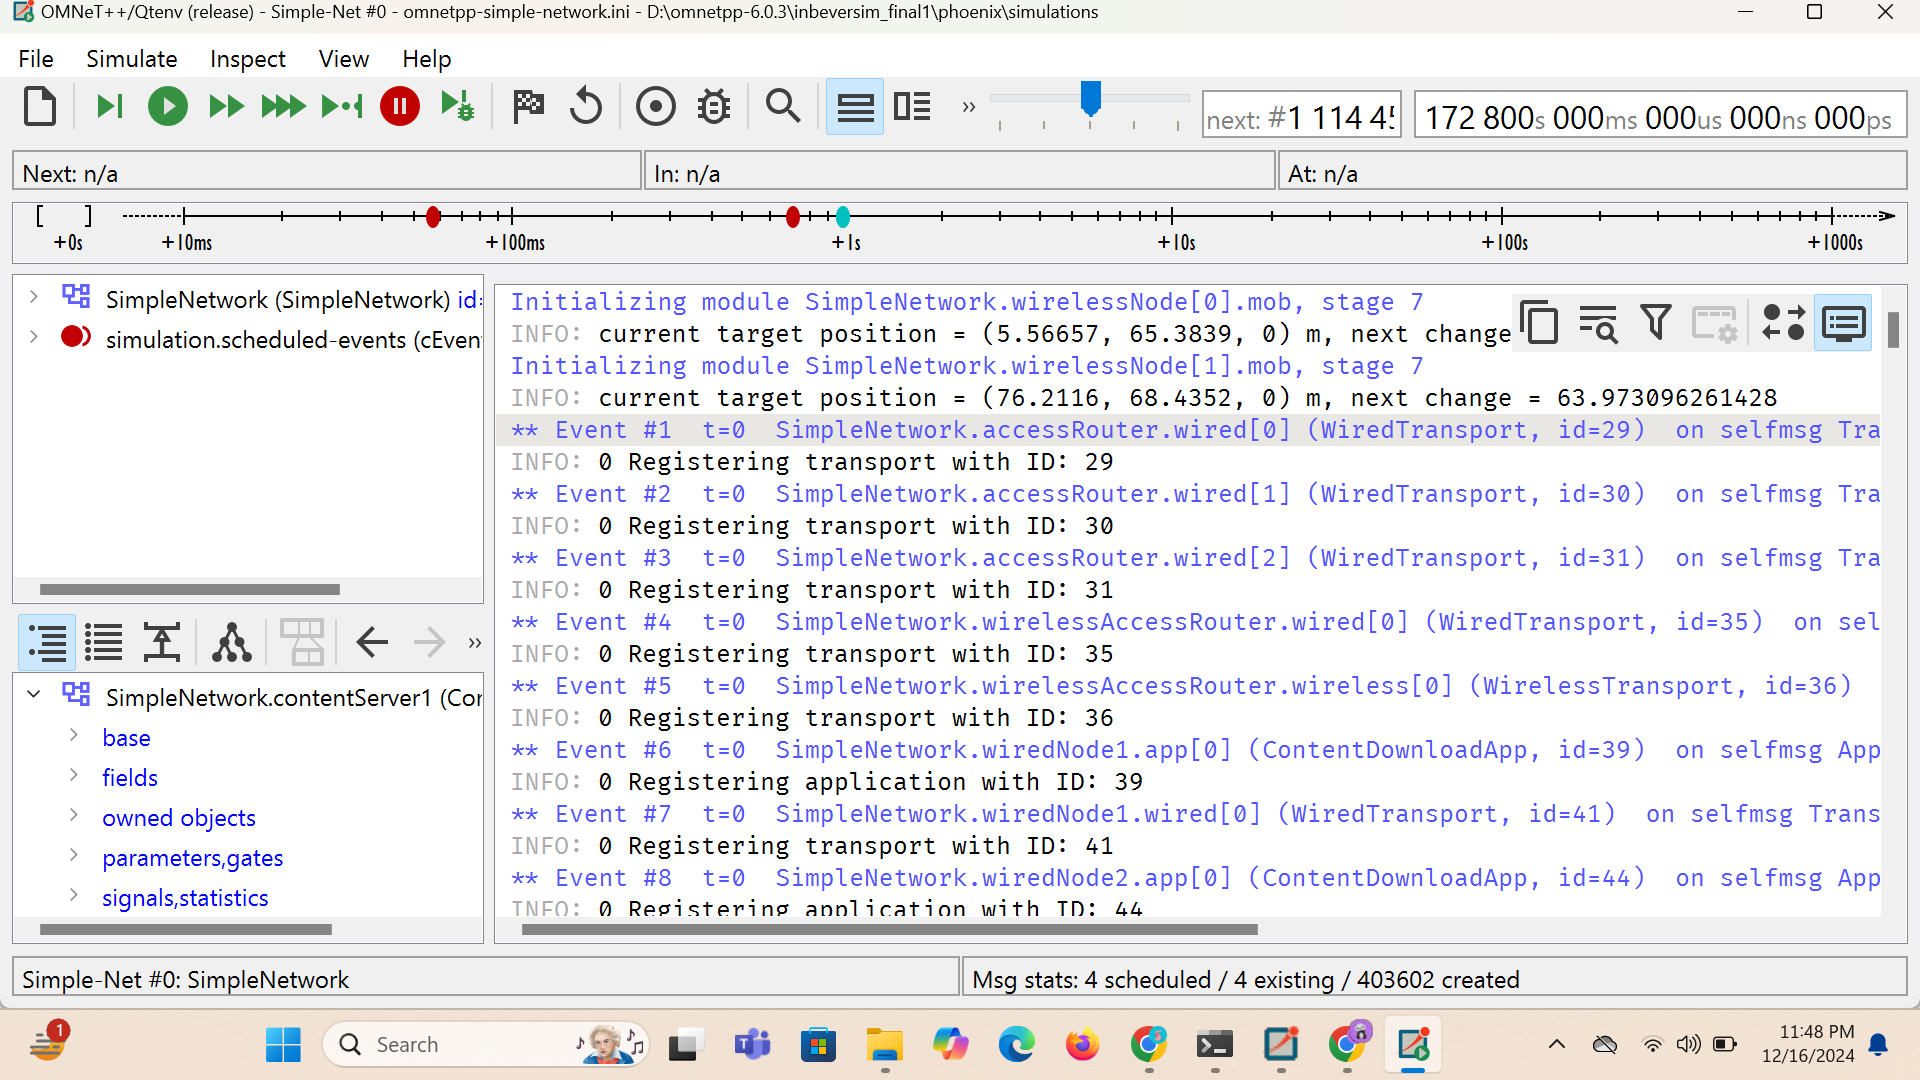 OMNeT++/Qtenv (release) - Simple-Net #0 - omnetpp-simple-network.ini - D:\omnetpp-6.0.3\inbeversim_final1\phoenix\simulations
File Simulate Inspect View Help
next: #1 114 45 172 800s 000ms 000us 000ns 000ps
Next: n/a In: n/a At: n/a
+0s +10ms +100ms +1s +10s +100s +1000s
SimpleNetwork (SimpleNetwork) id=
simulation.scheduled-events (cEven
Initializing module SimpleNetwork.wirelessNode[0].mob, stage 7
INFO: current target position = (5.56657, 65.3839, 0) m, next change
Initializing module SimpleNetwork.wirelessNode[1].mob, stage 7
INFO: current target position = (76.2116, 68.4352, 0) m, next change = 63.973096261428
** Event #1 t=0 SimpleNetwork.accessRouter.wired[0] (WiredTransport, id=29) on selfmsg Tra
INFO: 0 Registering transport with ID: 29
** Event #2 t=0 SimpleNetwork.accessRouter.wired[1] (WiredTransport, id=30) on selfmsg Tra
INFO: 0 Registering transport with ID: 30
** Event #3 t=0 SimpleNetwork.accessRouter.wired[2] (WiredTransport, id=31) on selfmsg Tra
INFO: 0 Registering transport with ID: 31
** Event #4 t=0 SimpleNetwork.wirelessAccessRouter.wired[0] (WiredTransport, id=35) on sel
INFO: 0 Registering transport with ID: 35
** Event #5 t=0 SimpleNetwork.wirelessAccessRouter.wireless[0] (WirelessTransport, id=36)
INFO: 0 Registering transport with ID: 36
** Event #6 t=0 SimpleNetwork.wiredNode1.app[0] (ContentDownloadApp, id=39) on selfmsg App
INFO: 0 Registering application with ID: 39
** Event #7 t=0 SimpleNetwork.wiredNode1.wired[0] (WiredTransport, id=41) on selfmsg Trans
INFO: 0 Registering transport with ID: 41
** Event #8 t=0 SimpleNetwork.wiredNode2.app[0] (ContentDownloadApp, id=44) on selfmsg App
INFO: 0 Registering application with ID: 44
SimpleNetwork.contentServer1 (Cor
base
fields
owned objects
parameters,gates
signals,statistics
Simple-Net #0: SimpleNetwork
Msg stats: 4 scheduled / 4 existing / 403602 created
1
Search
11:48 PM
12/16/2024